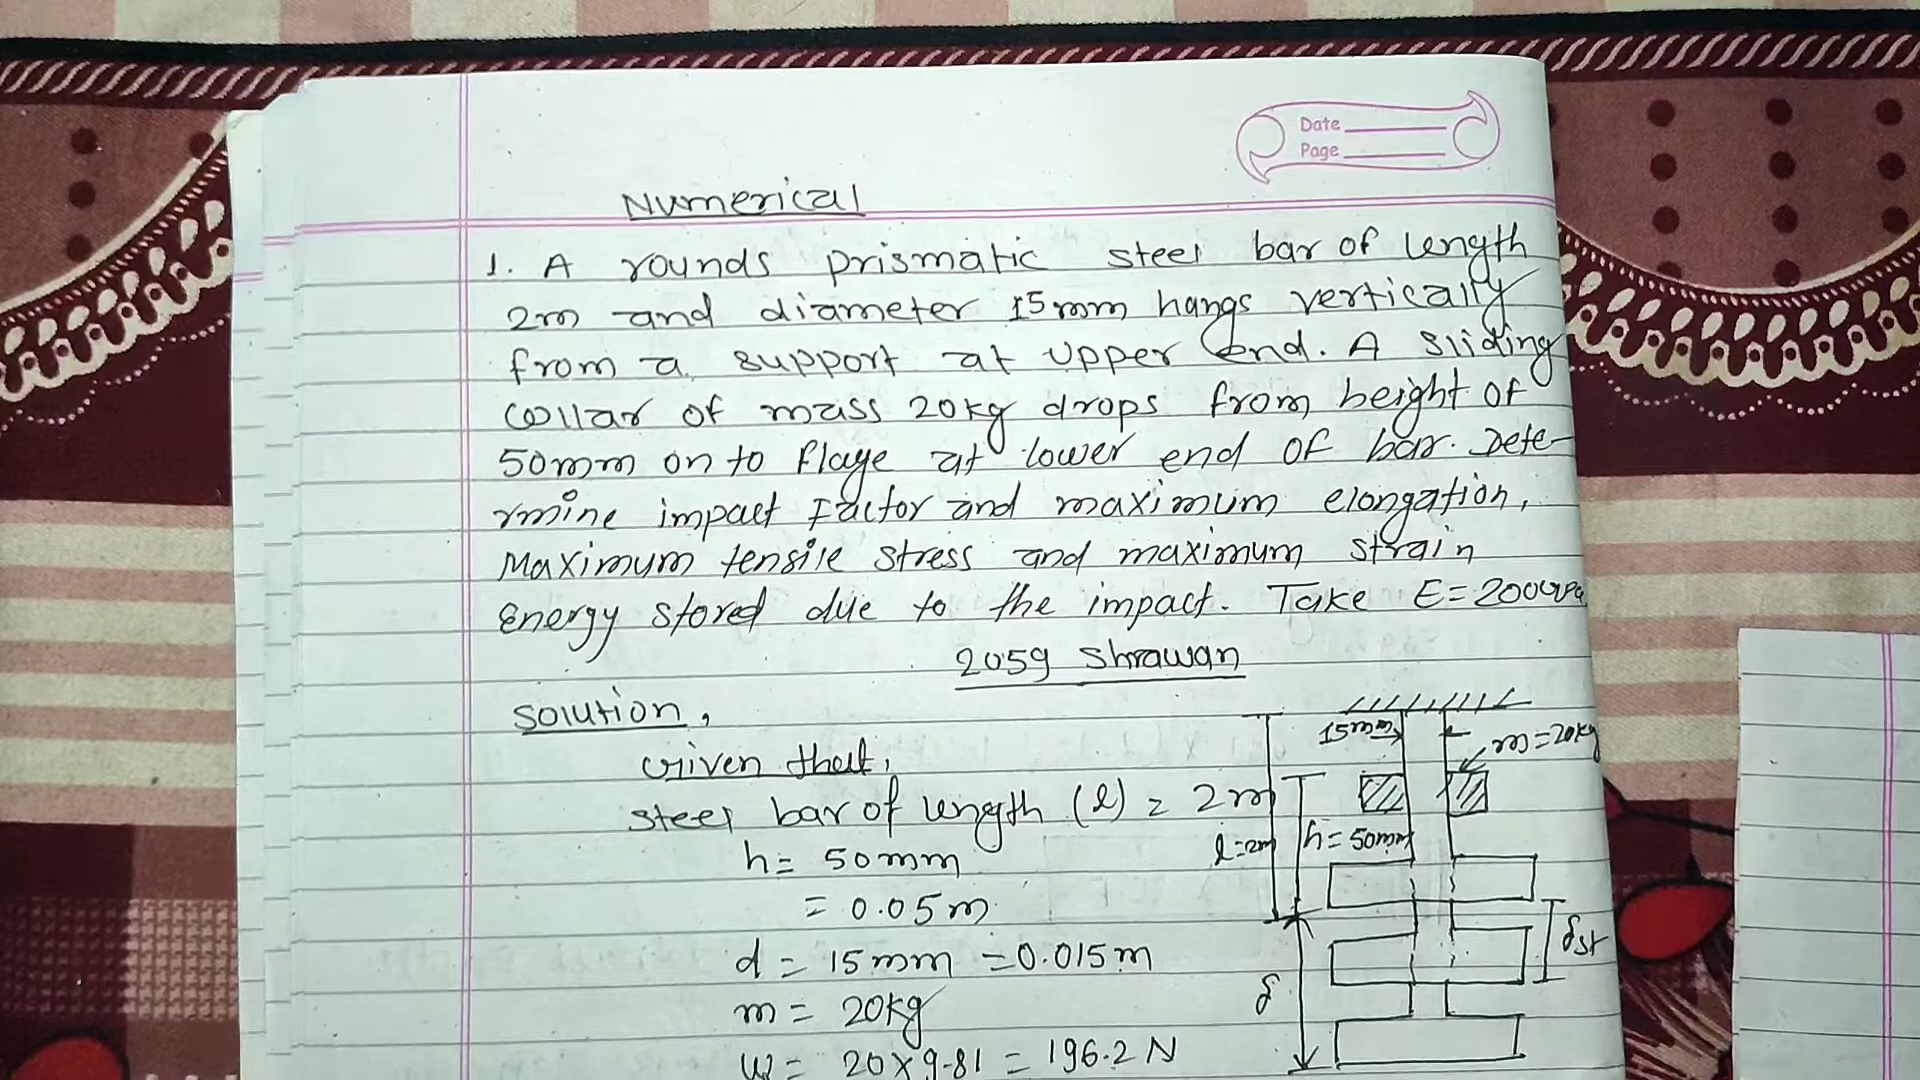 Date
Page
Numerical
1. A rounds prismatic steel bar of length
2m and diameter 15mm hangs vertically
from a support at upper end. A sliding
collar of mass 20kg drops from height of
50mm on to flage at lower end of bar. Dete-
rmine impact Factor and maximum elongation,
Maximum tensile stress and maximum strain
energy stored due to the impact. Take E=200GPa
2059 Shrawan
Solution,
Given that,
steel bar of length (l) = 2m
h = 50mm
= 0.05m
d = 15mm = 0.015m
m = 20kg
W = 20×9.81 = 196.2 N
15mm
m=20kg
l=2m
h=50mm
δst
δ